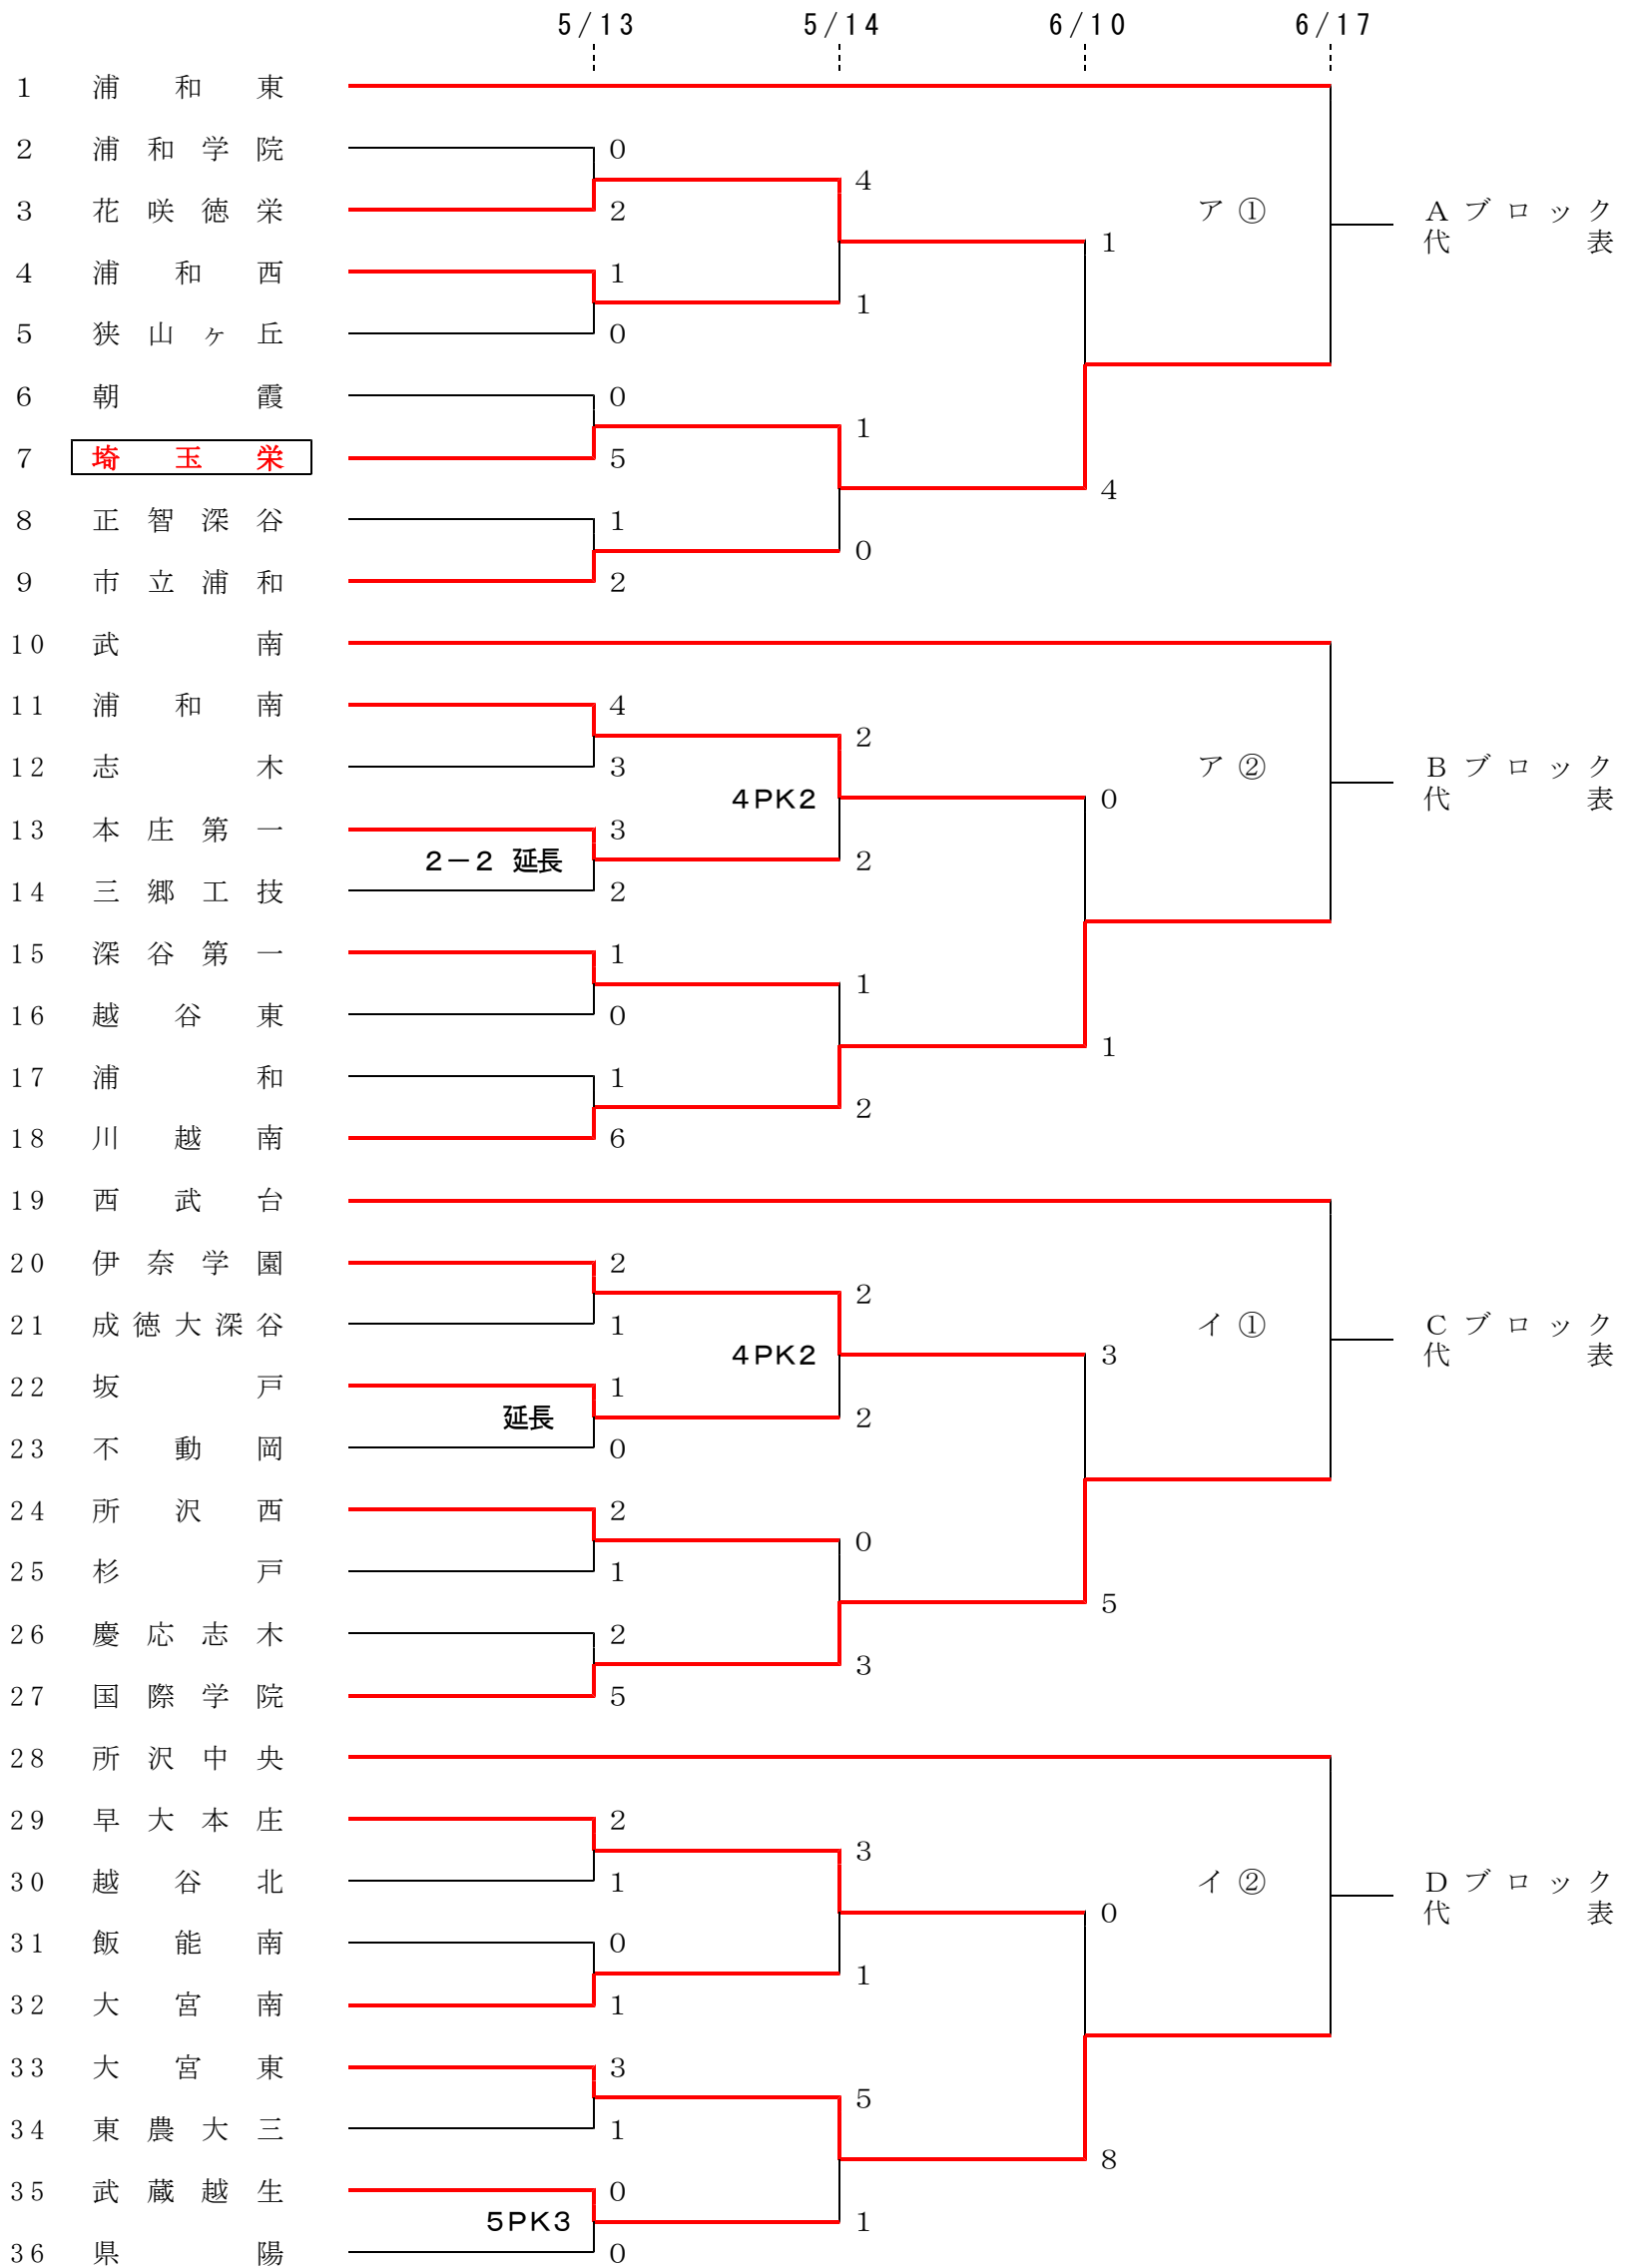 5/13 5/14 6/10 6/17
1 浦和東
2 浦和学院 0
4
3 花咲徳栄 2 ア① Aブロック
代表
1
4 浦和西 1
1
5 狭山ヶ丘 0
6 朝霞 0
1
7 埼玉栄 5
4
8 正智深谷 1
0
9 市立浦和 2
10 武南
11 浦和南 4
2
12 志木 3 ア② Bブロック
代表
4PK2 0
13 本庄第一 3
2-2 延長 2
14 三郷工技 2
15 深谷第一 1
1
16 越谷東 0
1
17 浦和 1
2
18 川越南 6
19 西武台
20 伊奈学園 2
2
21 成徳大深谷 1 イ① Cブロック
代表
4PK2 3
22 坂戸 1
延長 2
23 不動岡 0
24 所沢西 2
0
25 杉戸 1
5
26 慶応志木 2
3
27 国際学院 5
28 所沢中央
29 早大本庄 2
3
30 越谷北 1 イ② Dブロック
代表
0
31 飯能南 0
1
32 大宮南 1
33 大宮東 3
5
34 東農大三 1
8
35 武蔵越生 0
5PK3 1
36 県陽 0